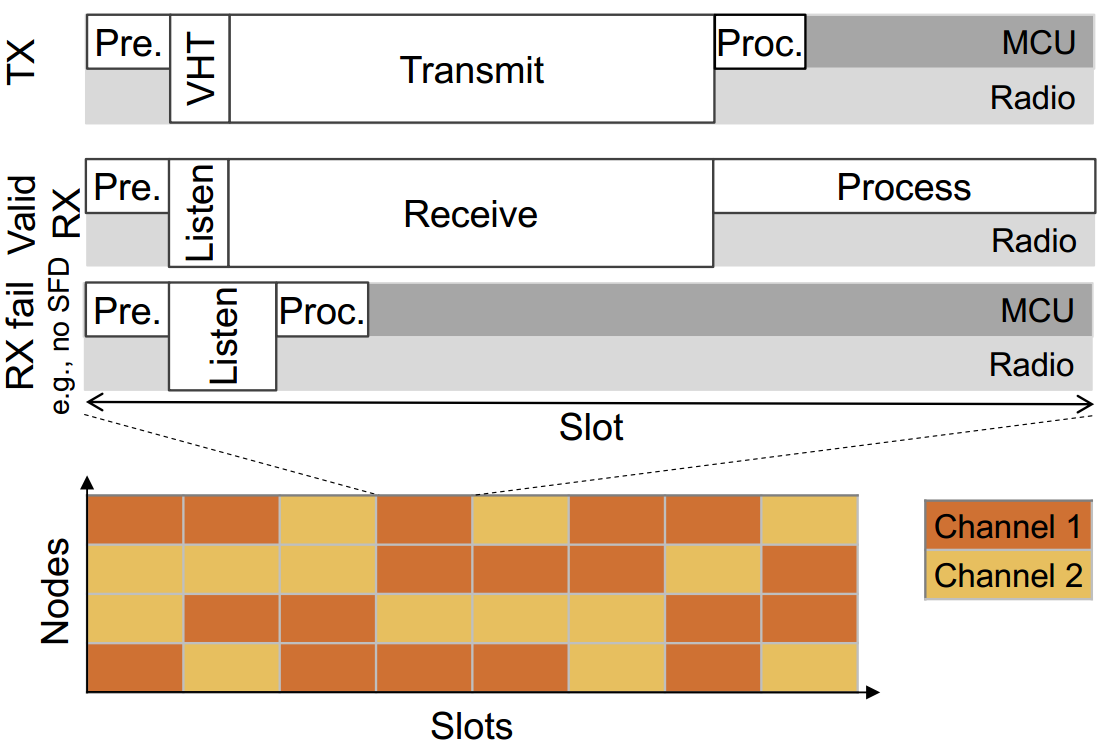 TX
Pre.
VHT
Transmit
Proc.
MCU
Radio
Valid
RX
Pre.
Listen
Receive
Process
Radio
RX fail
e.g., no SFD
Pre.
Listen
Proc.
MCU
Radio
Slot
Nodes
Channel 1
Channel 2
Slots